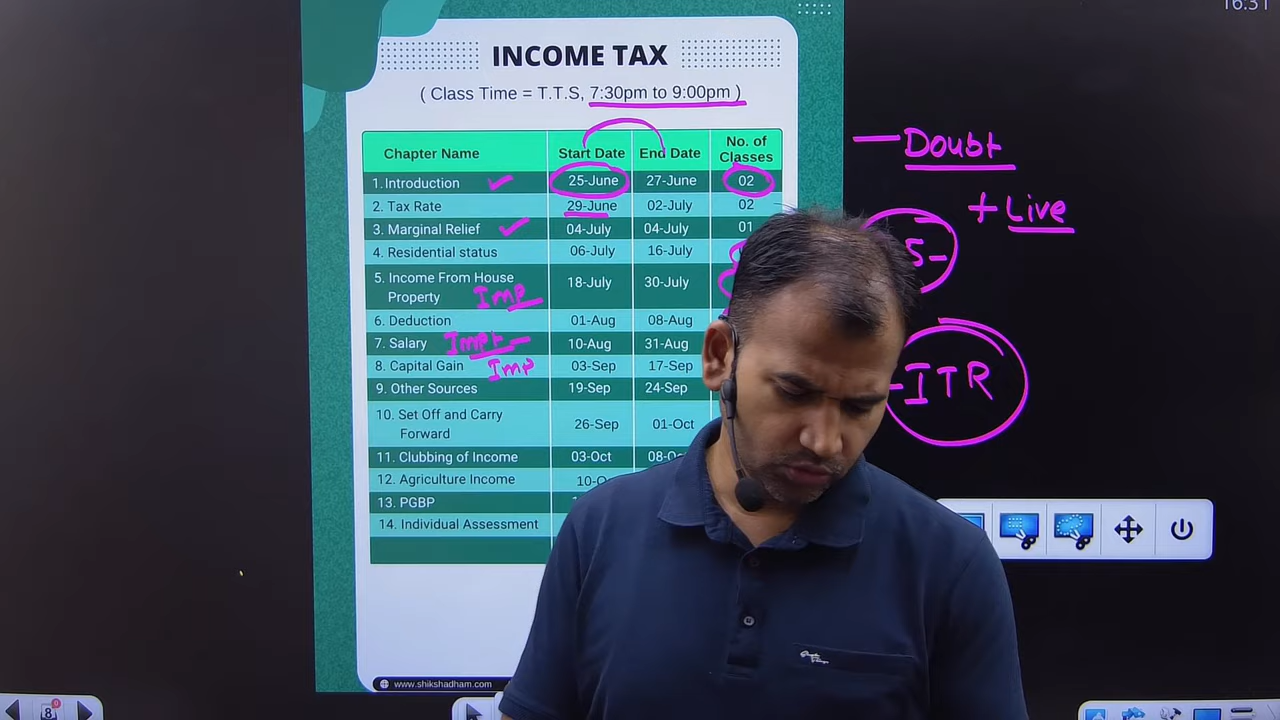 16:31
INCOME TAX
( Class Time = T.T.S, 7:30pm to 9:00pm )
Chapter Name Start Date End Date No. of Classes
1. Introduction 25-June 27-June 02
2. Tax Rate 29-June 02-July 02
3. Marginal Relief 04-July 04-July 01
4. Residential status 06-July 16-July
5. Income From House Property Imp 18-July 30-July
6. Deduction 01-Aug 08-Aug
7. Salary Impt 10-Aug 31-Aug
8. Capital Gain Imp 03-Sep 17-Sep
9. Other Sources 19-Sep 24-Sep
10. Set Off and Carry Forward 26-Sep 01-Oct
11. Clubbing of Income 03-Oct
12. Agriculture Income
13. PGBP
14. Individual Assessment
www.shikshadham.com
Doubt
+ Live
ITR
8